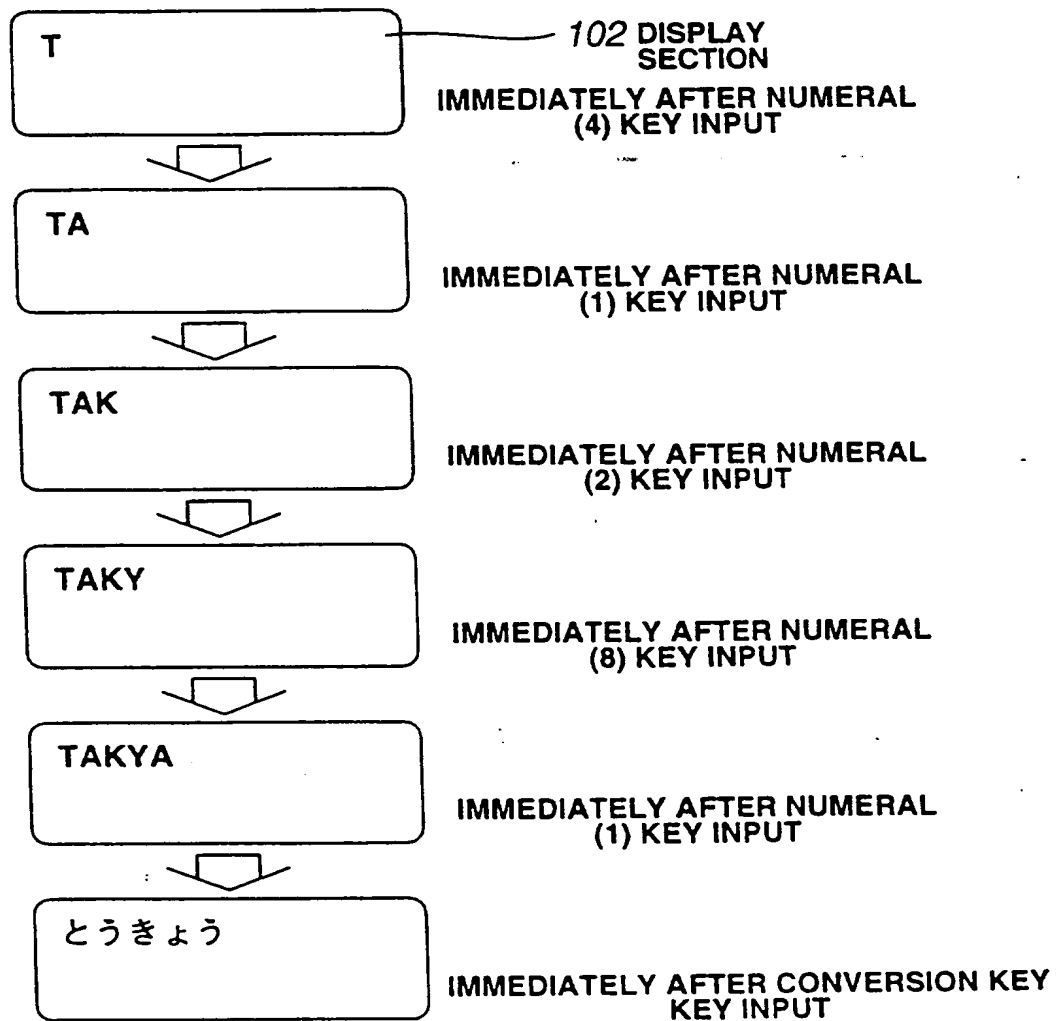 T
102 DISPLAY
SECTION
IMMEDIATELY AFTER NUMERAL
(4) KEY INPUT
TA
IMMEDIATELY AFTER NUMERAL
(1) KEY INPUT
TAK
IMMEDIATELY AFTER NUMERAL
(2) KEY INPUT
TAKY
IMMEDIATELY AFTER NUMERAL
(8) KEY INPUT
TAKYA
IMMEDIATELY AFTER NUMERAL
(1) KEY INPUT
とうきょう
IMMEDIATELY AFTER CONVERSION KEY
KEY INPUT